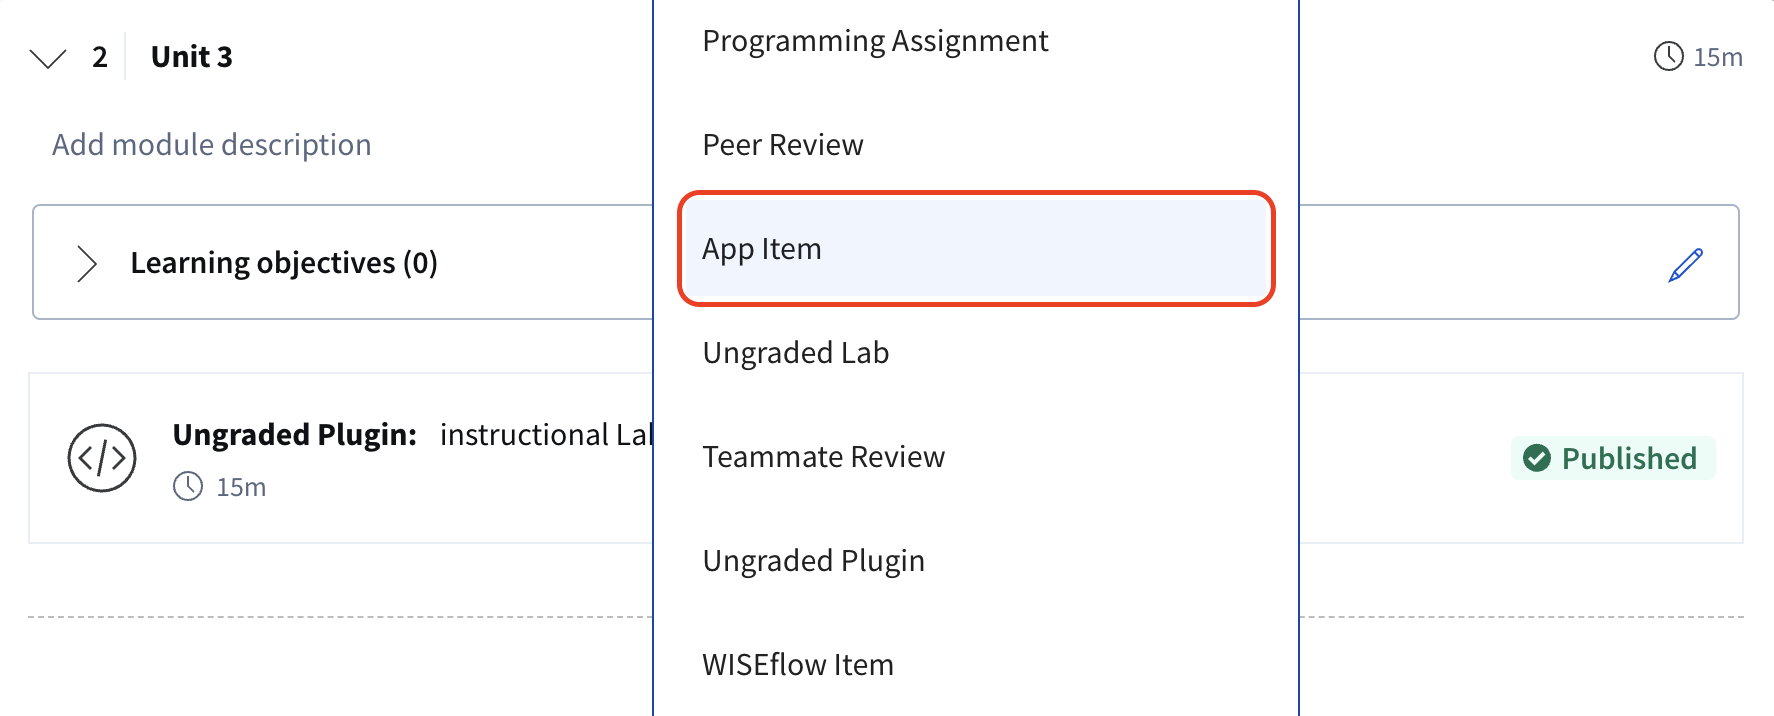 2 Unit 3
15m
Add module description
Learning objectives (0)
Ungraded Plugin: instructional
15m
Published
Programming Assignment
Peer Review
App Item
Ungraded Lab
Teammate Review
Ungraded Plugin
WISEflow Item